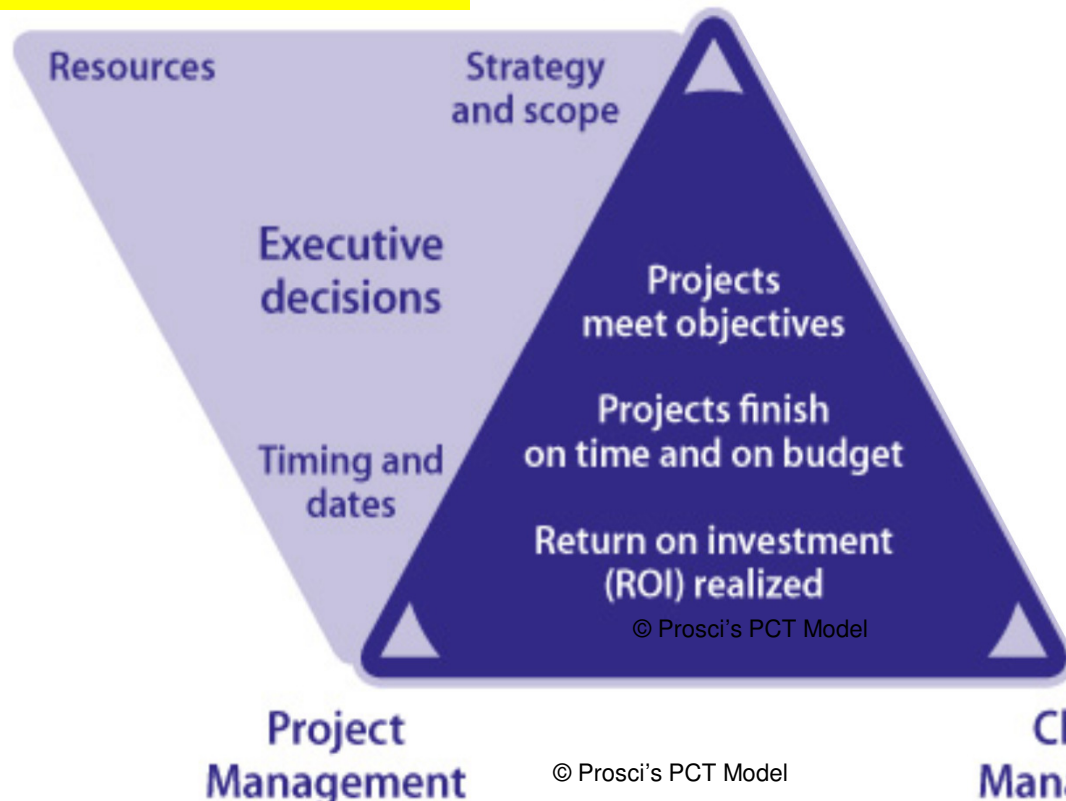 Resources
Strategy
and scope
Executive
decisions
Timing and
dates
Projects
meet objectives
Projects finish
on time and on budget
Return on investment
(ROI) realized
© Prosci's PCT Model
Project
Management
© Prosci's PCT Model